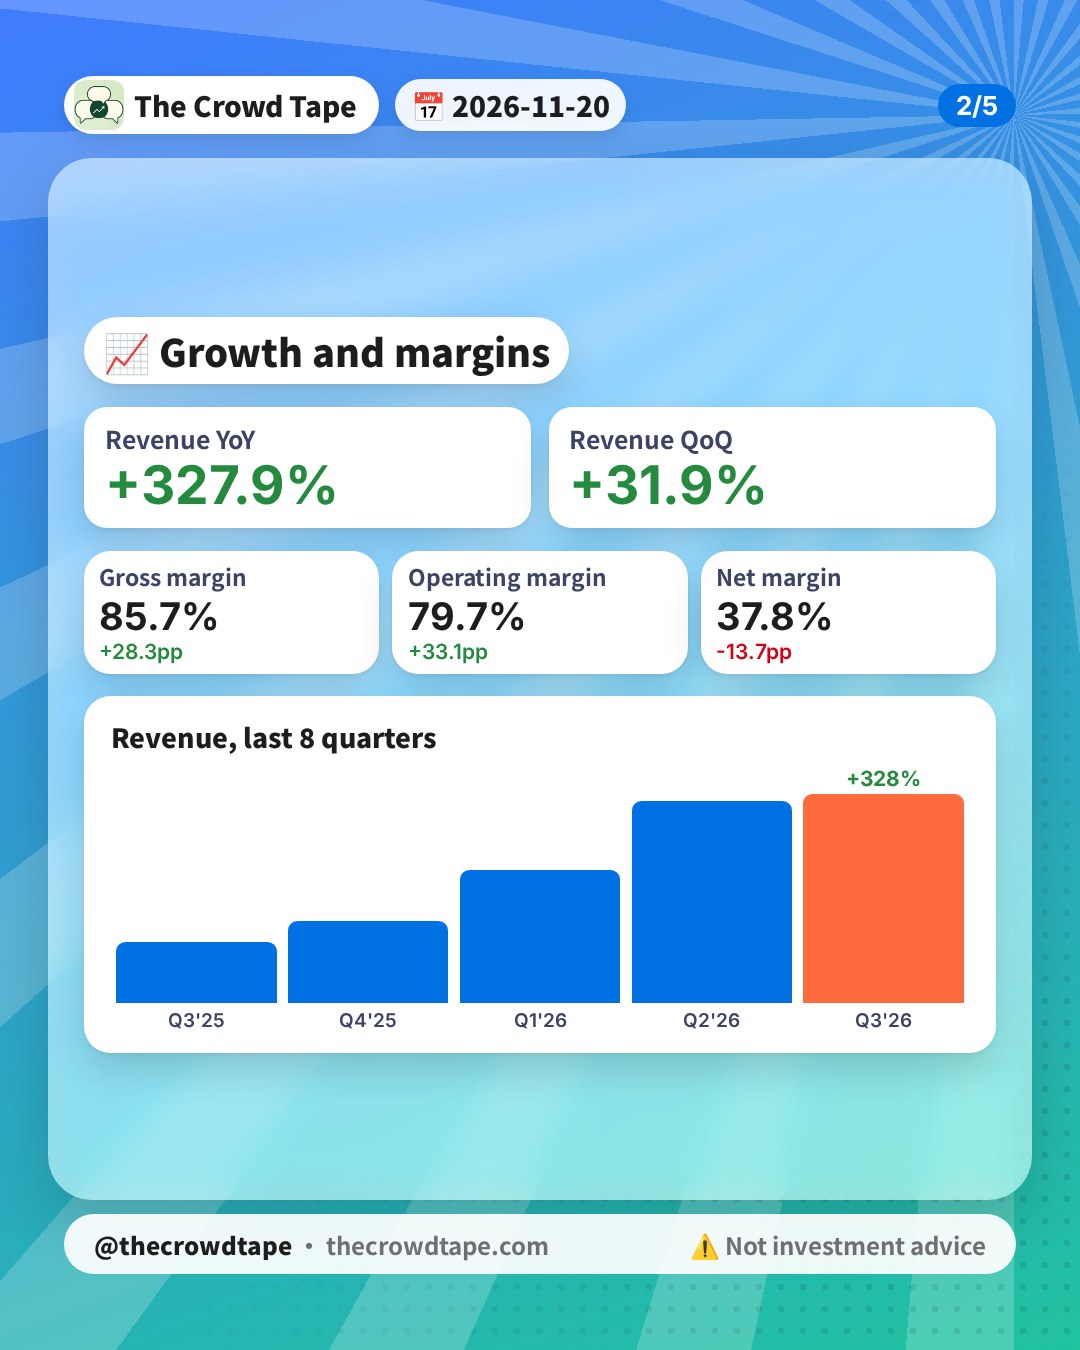 The Crowd Tape
2026-11-20
2/5
Growth and margins
Revenue YoY
+327.9%
Revenue QoQ
+31.9%
Gross margin
85.7%
+28.3pp
Operating margin
79.7%
+33.1pp
Net margin
37.8%
-13.7pp
Revenue, last 8 quarters
+328%
Q3'25
Q4'25
Q1'26
Q2'26
Q3'26
@thecrowdtape • thecrowdtape.com
⚠️ Not investment advice